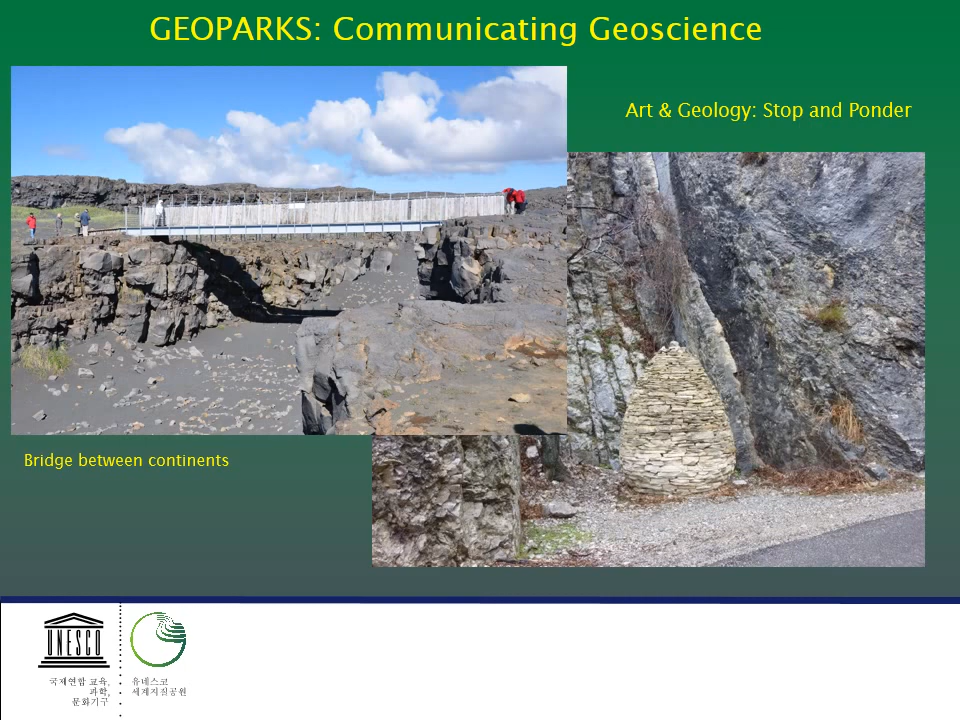 GEOPARKS: Communicating Geoscience
Art & Geology: Stop and Ponder
Bridge between continents
UNESCO
국제연합 교육,
과학,
문화기구
유네스코
세계지질공원